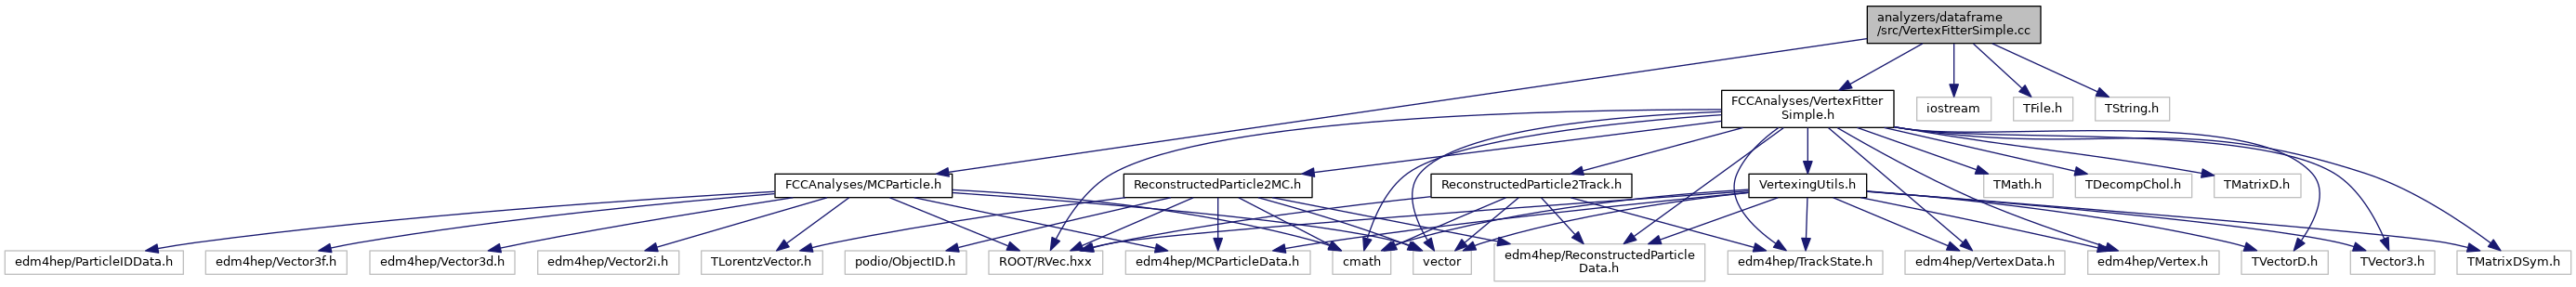 analyzers/dataframe
/src/VertexFitterSimple.cc
FCCAnalyses/VertexFitter
Simple.h
iostream
TFile.h
TString.h
FCCAnalyses/MCParticle.h
ReconstructedParticle2MC.h
ReconstructedParticle2Track.h
VertexingUtils.h
TMath.h
TDecompChol.h
TMatrixD.h
edm4hep/ParticleIDData.h
edm4hep/Vector3f.h
edm4hep/Vector3d.h
edm4hep/Vector2i.h
TLorentzVector.h
podio/ObjectID.h
ROOT/RVec.hxx
edm4hep/MCParticleData.h
cmath
vector
edm4hep/ReconstructedParticle
Data.h
edm4hep/TrackState.h
edm4hep/VertexData.h
edm4hep/Vertex.h
TVectorD.h
TVector3.h
TMatrixDSym.h